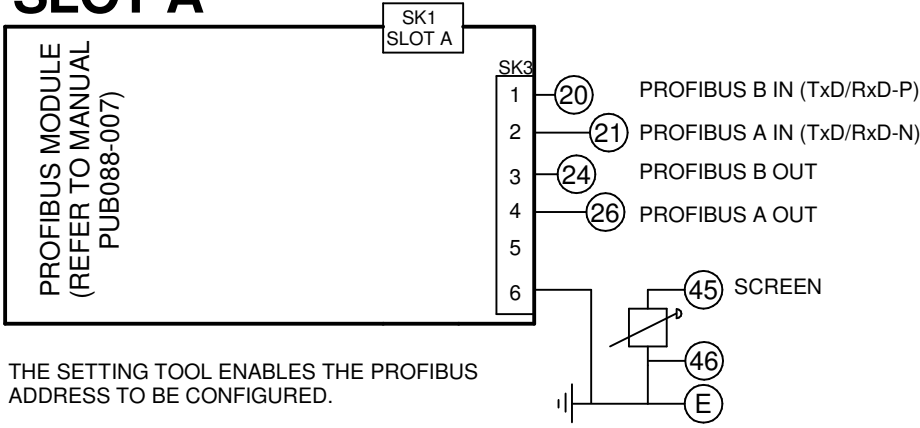 SLOT A
SK1
SLOT A
PROFIBUS MODULE
(REFER TO MANUAL
PUB088-007)
SK3
1
20
PROFIBUS B IN (TxD/RxD-P)
2
21
PROFIBUS A IN (TxD/RxD-N)
3
24
PROFIBUS B OUT
4
26
PROFIBUS A OUT
5
6
45
SCREEN
46
E
THE SETTING TOOL ENABLES THE PROFIBUS
ADDRESS TO BE CONFIGURED.